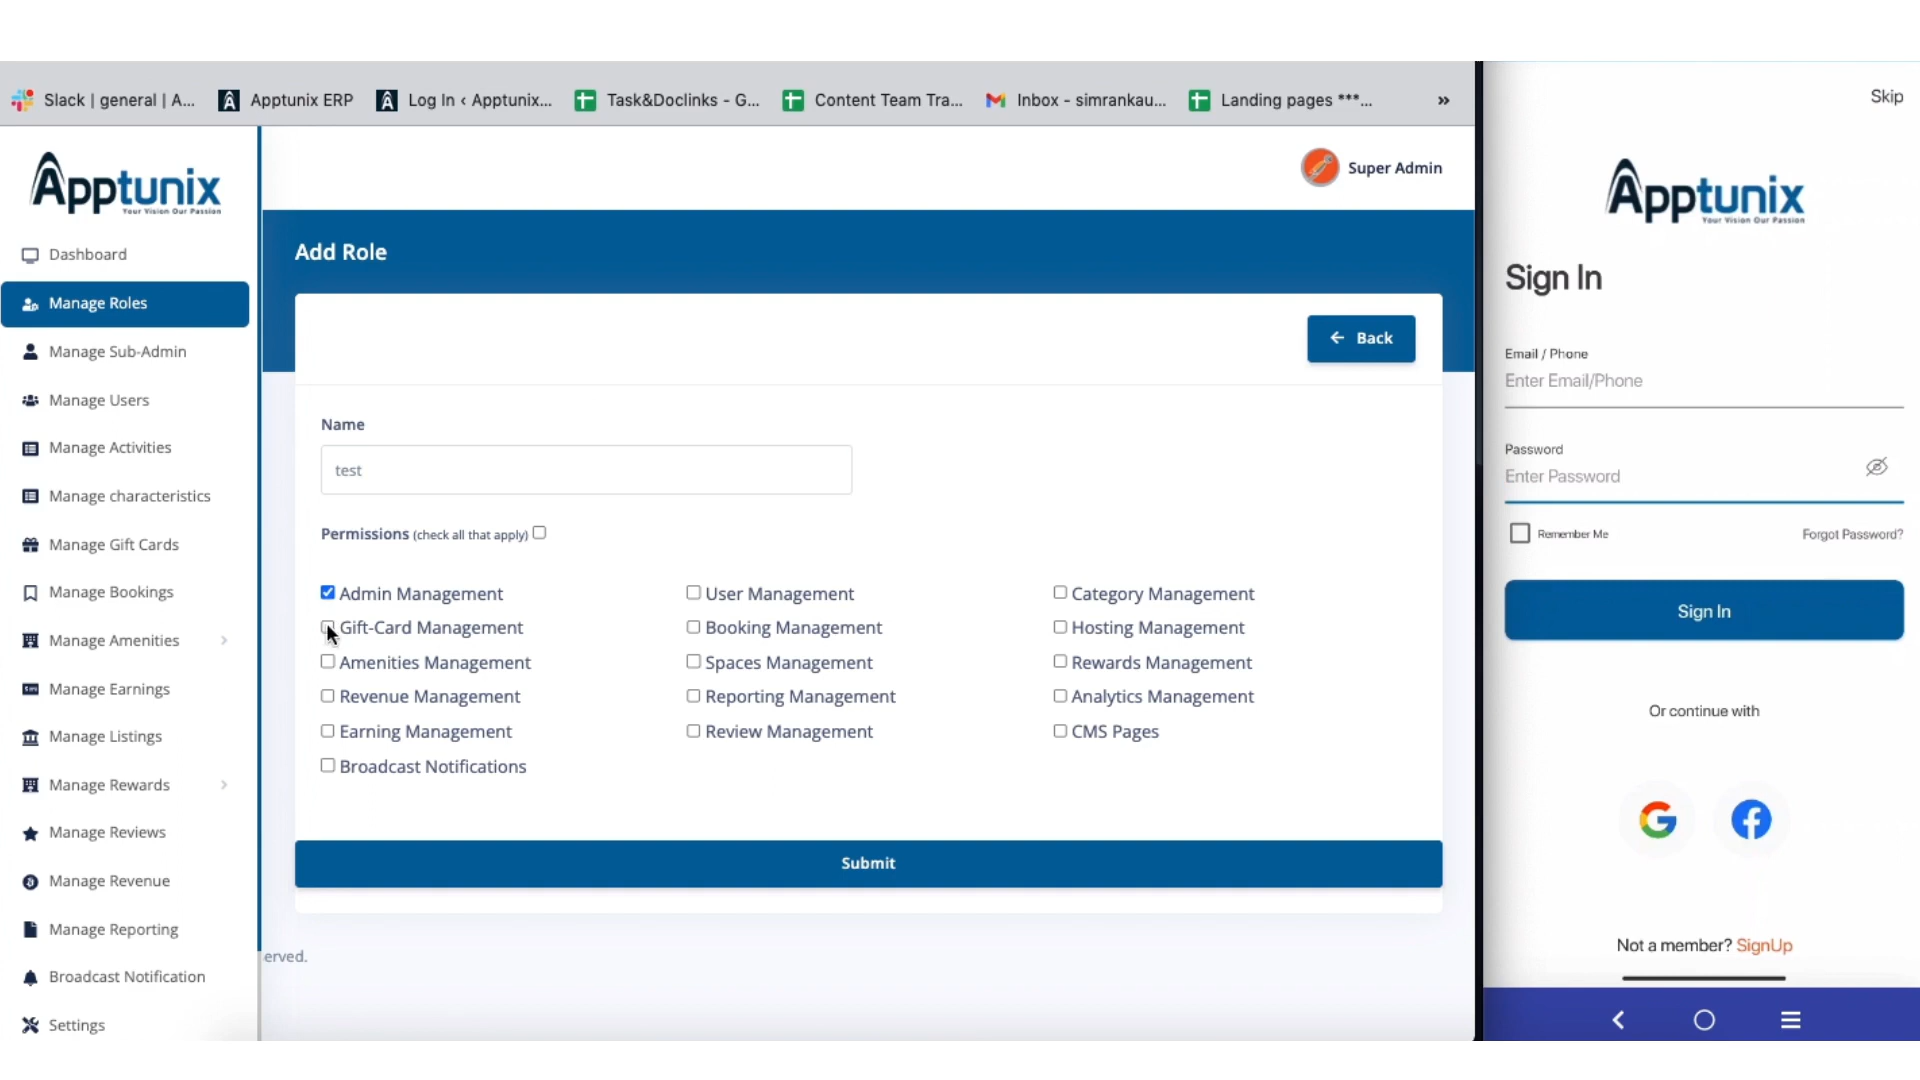 Slack | general | A...
Apptunix ERP
Log In ‹ Apptunix...
Task&Doclinks - G...
Content Team Tra...
Inbox - simrankau...
Landing pages ***...
»
Apptunix
Your Vision Our Passion
Dashboard
Manage Roles
Manage Sub-Admin
Manage Users
Manage Activities
Manage characteristics
Manage Gift Cards
Manage Bookings
Manage Amenities
Manage Earnings
Manage Listings
Manage Rewards
Manage Reviews
Manage Revenue
Manage Reporting
Broadcast Notification
Settings
Super Admin
Add Role
Back
Name
test
Permissions (check all that apply)
Admin Management User Management Category Management
Gift-Card Management Booking Management Hosting Management
Amenities Management Spaces Management Rewards Management
Revenue Management Reporting Management Analytics Management
Earning Management Review Management CMS Pages
Broadcast Notifications
Submit
erved.
Skip
Apptunix
Your Vision Our Passion
Sign In
Email / Phone
Enter Email/Phone
Password
Enter Password
Remember Me Forgot Password?
Sign In
Or continue with
Not a member? SignUp